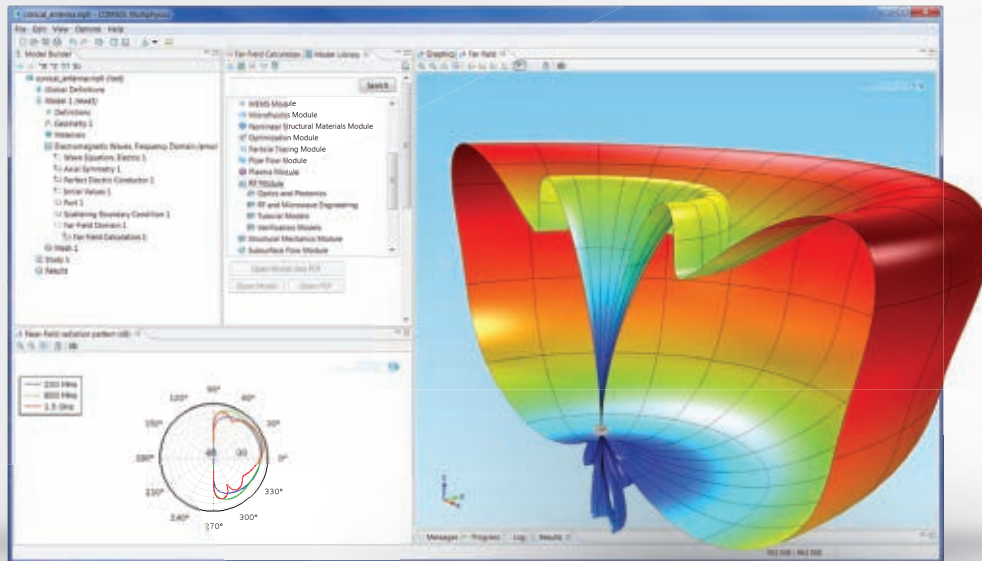 conical_antenna.mph - COMSOL Multiphysics
File Edit View Options Help
Model Builder
Far-Field Calculation Model Library
Graphics Far Field
conical_antenna.mph (root)
Global Definitions
Model 1 (mod1)
Definitions
Geometry 1
Materials
Electromagnetic Waves, Frequency Domain
Wave Equation, Electric 1
Axial Symmetry 1
Perfect Electric Conductor 1
Initial Values 1
Port 1
Scattering Boundary Condition 1
Far-Field Domain 1
Far-Field Calculation 1
Mesh 1
Study 1
Results
Search
MEMS Module
Microfluidics Module
Nonlinear Structural Materials Module
Optimization Module
Particle Tracing Module
Pipe Flow Module
Plasma Module
RF Module
Optics and Photonics
RF and Microwave Engineering
Tutorial Models
Verification Models
Structural Mechanics Module
Subsurface Flow Module
Open Model and PDF
Open Model Open PDF
Near-Field radiation pattern (dB)
200 MHz
800 MHz
1.5 GHz
90°
120° 60°
150° 30°
180° 0°
210° 330°
240° 300°
270°
Messages Progress Log Results